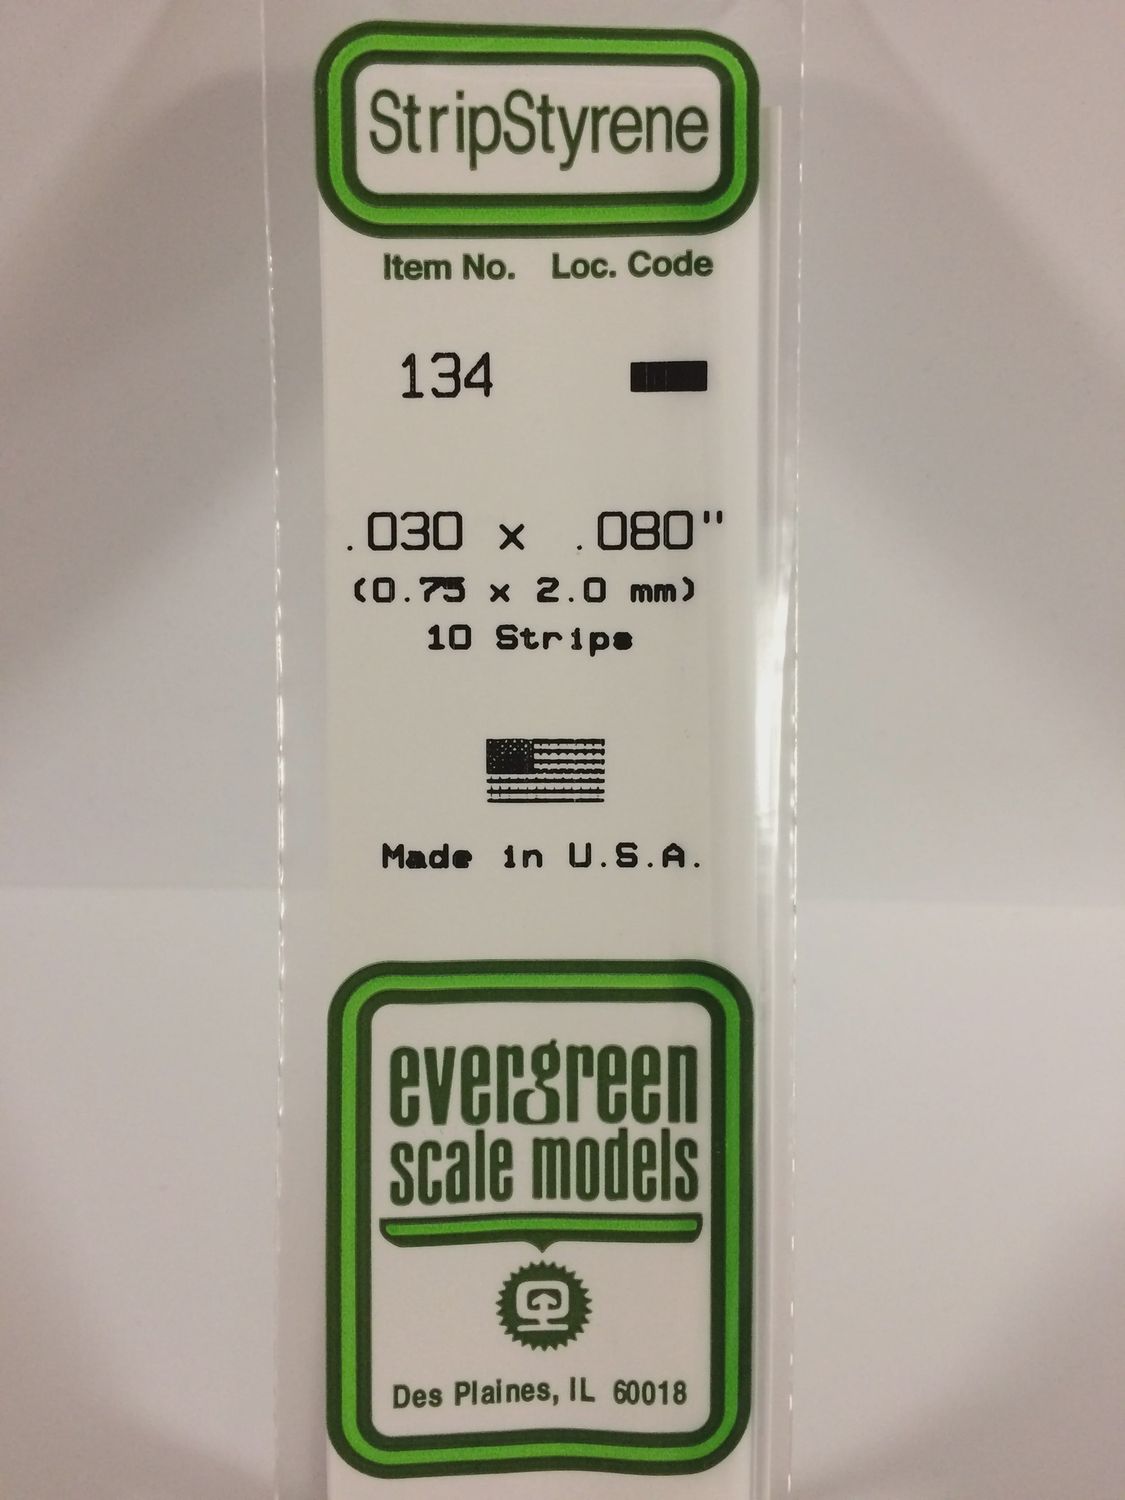 StripStyrene
Item No. Loc. Code
134
.030 x .080"
(0.75 x 2.0 mm)
10 Strips
Made in U.S.A.
evergreen
scale models
Des Plaines, IL 60018